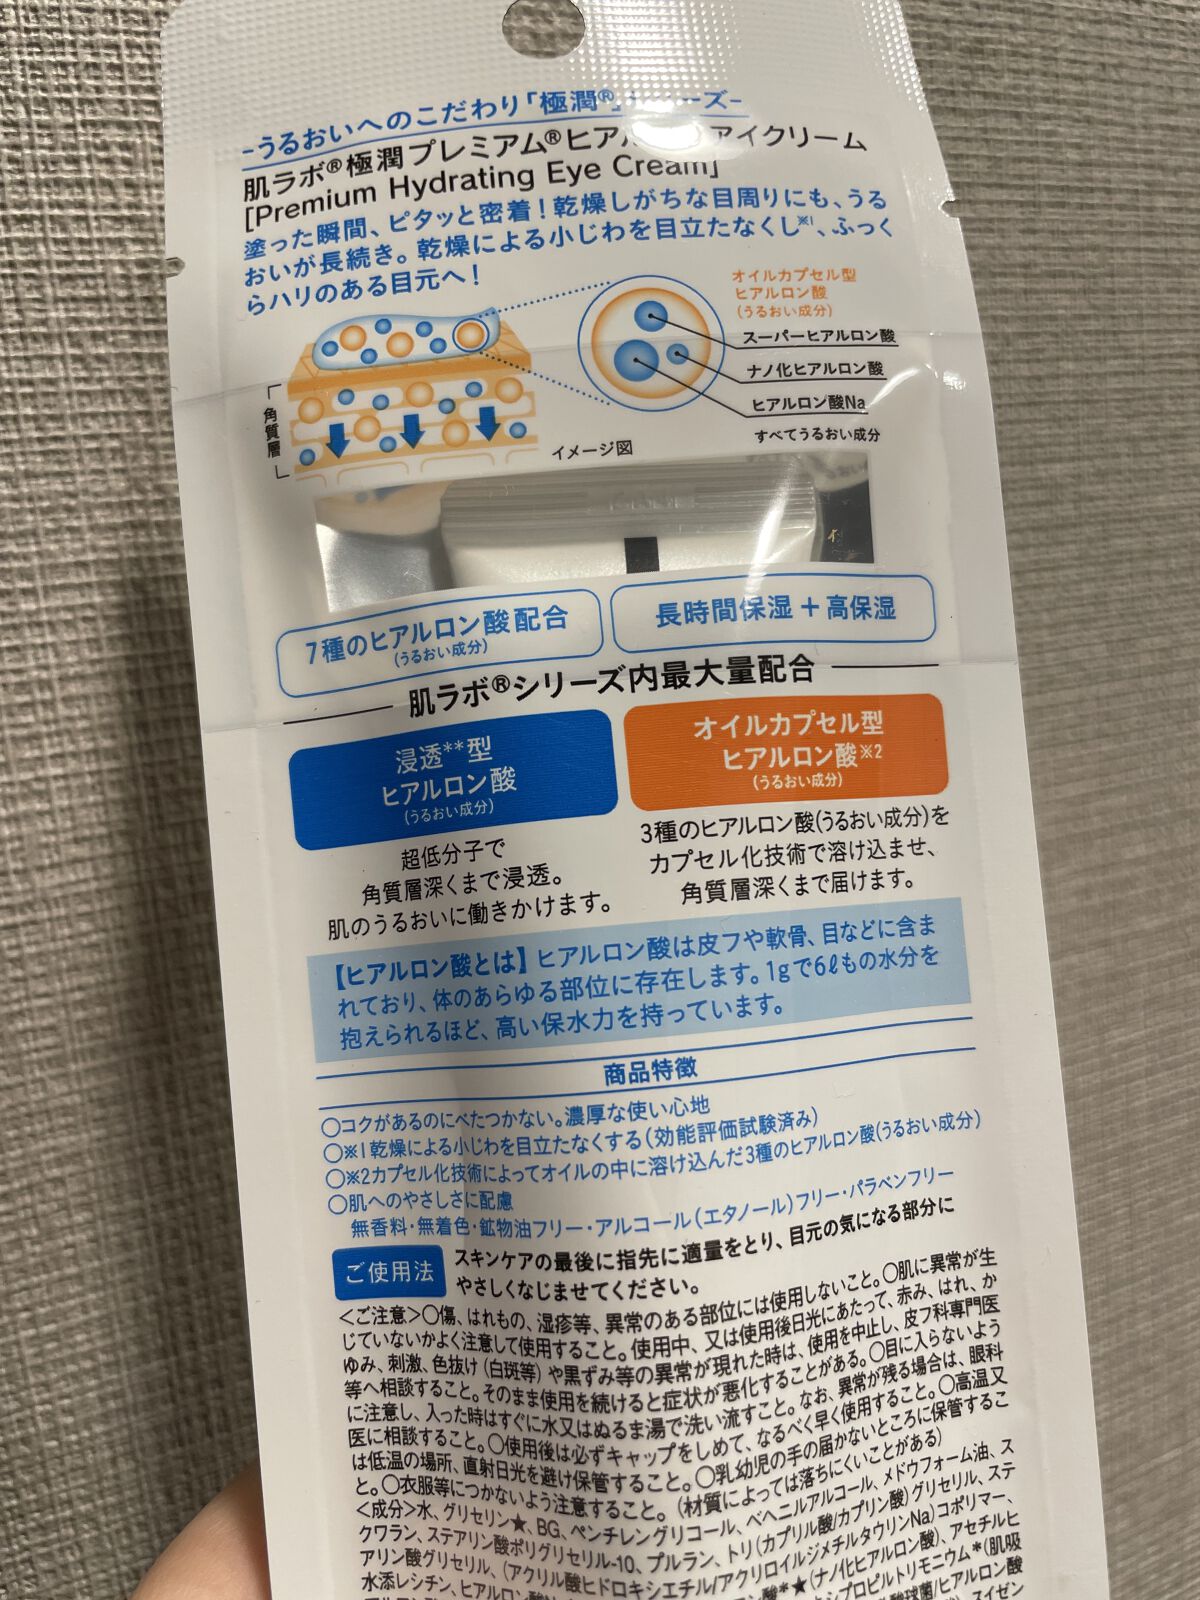 -うるおいへのこだわり「極潤®」
肌ラボ®極潤プレミアム®ヒア アイクリーム
[Premium Hydrating Eye Cream]
塗った瞬間、ピタッと密着!乾燥しがちな目周りにも、うる
おいが長続き。乾燥による小じわを目立たなくし※1、ふっく
らハリのある目元へ!
オイルカプセル型
ヒアルロン酸
(うるおい成分)
スーパーヒアルロン酸
ナノ化ヒアルロン酸
ヒアルロン酸Na
すべてうるおい成分
角質層
イメージ図
7種のヒアルロン酸配合
(うるおい成分)
長時間保湿+高保湿
肌ラボ®シリーズ内最大量配合
浸透**型
ヒアルロン酸
(うるおい成分)
オイルカプセル型
ヒアルロン酸※2
(うるおい成分)
超低分子で
角質層深くまで浸透。
肌のうるおいに働きかけます。
3種のヒアルロン酸(うるおい成分)を
カプセル化技術で溶け込ませ、
角質層深くまで届けます。
【ヒアルロン酸とは】ヒアルロン酸は皮フや軟骨、目などに含ま
れており、体のあらゆる部位に存在します。1gで6ℓもの水分を
抱えられるほど、高い保水力を持っています。
商品特徴
○コクがあるのにべたつかない。濃厚な使い心地
○※1乾燥による小じわを目立たなくする(効能評価試験済み)
○※2カプセル化技術によってオイルの中に溶け込んだ3種のヒアルロン酸(うるおい成分)
○肌へのやさしさに配慮
無香料・無着色・鉱物油フリー・アルコール(エタノール)フリー・パラベンフリー
ご使用法
スキンケアの最後に指先に適量をとり、目元の気になる部分に
やさしくなじませてください。
<ご注意>○傷、はれもの、湿疹等、異常のある部位には使用しないこと。○肌に異常が生
じていないかよく注意して使用すること。使用中、又は使用後日光にあたって、赤み、はれ、か
ゆみ、刺激、色抜け(白斑等)や黒ずみ等の異常が現れた時は、使用を中止し、皮フ科専門医
等へ相談すること。そのまま使用を続けると症状が悪化することがある。○目に入らないよう
に注意し、入った時はすぐに水又はぬるま湯で洗い流すこと。なお、異常が残る場合は、眼科
医に相談すること。○使用後は必ずキャップをしめて、なるべく早く使用すること。○高温又
は低温の場所、直射日光を避け保管すること。○乳幼児の手の届かないところに保管するこ
と。○衣服等につかないよう注意すること。(材質によっては落ちにくいことがある)
<成分>水、グリセリン★、BG、ペンチレングリコール、ベヘニルアルコール、メドウフォーム油、ス
クワラン、ステアリン酸ポリグリセリル-10、プルラン、トリ(カプリル酸/カプリン酸)グリセリル、ステ
アリン酸グリセリル、(アクリル酸ヒドロキシエチル/アクリロイルジメチルタウリンNa)コポリマー、
水添レシチン、ヒアルロン酸 酸*★(ナノ化ヒアルロン酸)、アセチルヒ
プロピルトリモニウム*(肌吸
酸球菌/ヒアルロン酸
スイゼン